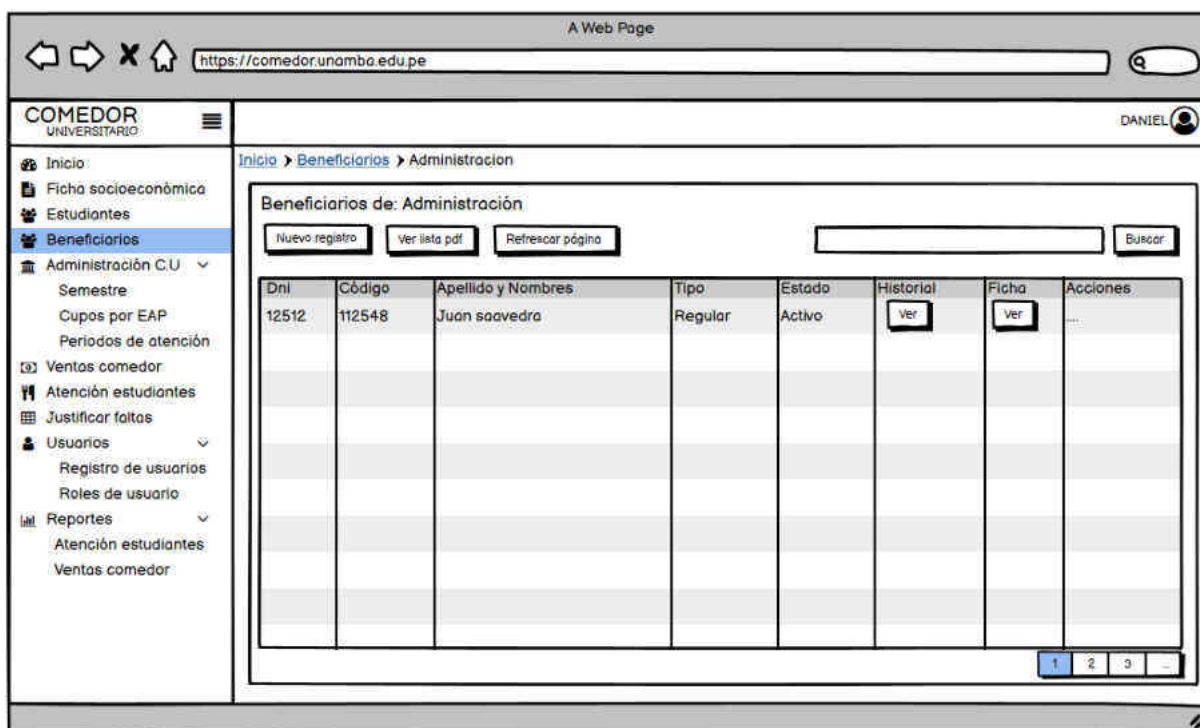 A Web Page
https://comedor.unamba.edu.pe
COMEDOR
UNIVERSITARIO
DANIEL
Inicio
Ficha socioeconómica
Estudiantes
Beneficiarios
Administración C.U
Semestre
Cupos por EAP
Periodos de atención
Ventas comedor
Atención estudiantes
Justificar faltas
Usuarios
Registro de usuarios
Roles de usuario
Reportes
Atención estudiantes
Ventas comedor
Inicio > Beneficiarios > Administracion
Beneficiarios de: Administración
Nuevo registro Ver lista pdf Refrescar página Buscar
Dni Código Apellido y Nombres Tipo Estado Historial Ficha Acciones
12512 112548 Juan saavedra Regular Activo Ver Ver ...
1 2 3 ...